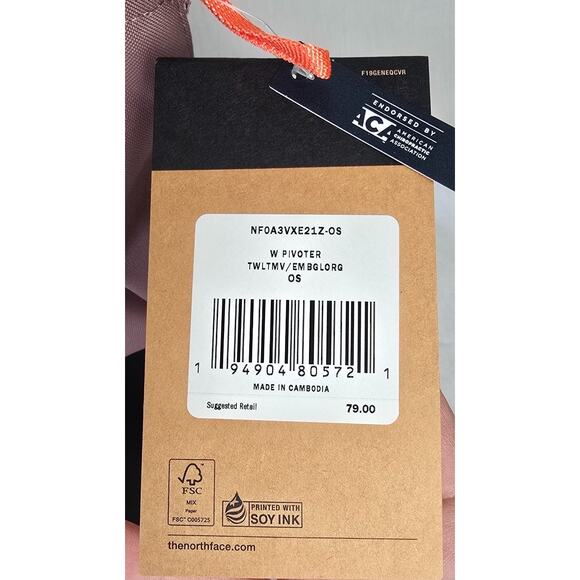 F19GENEQCVR
ENDORSED BY
ACA AMERICAN
CHIROPRACTIC
ASSOCIATION
NF0A3VXE21Z-OS
W PIVOTER
TWLTMV/EMBGLORG
OS
1 94904 80572 1
MADE IN CAMBODIA
Suggested Retail 79.00
FSC
MIX
Paper
FSC® C005725
PRINTED WITH
SOY INK
thenorthface.com